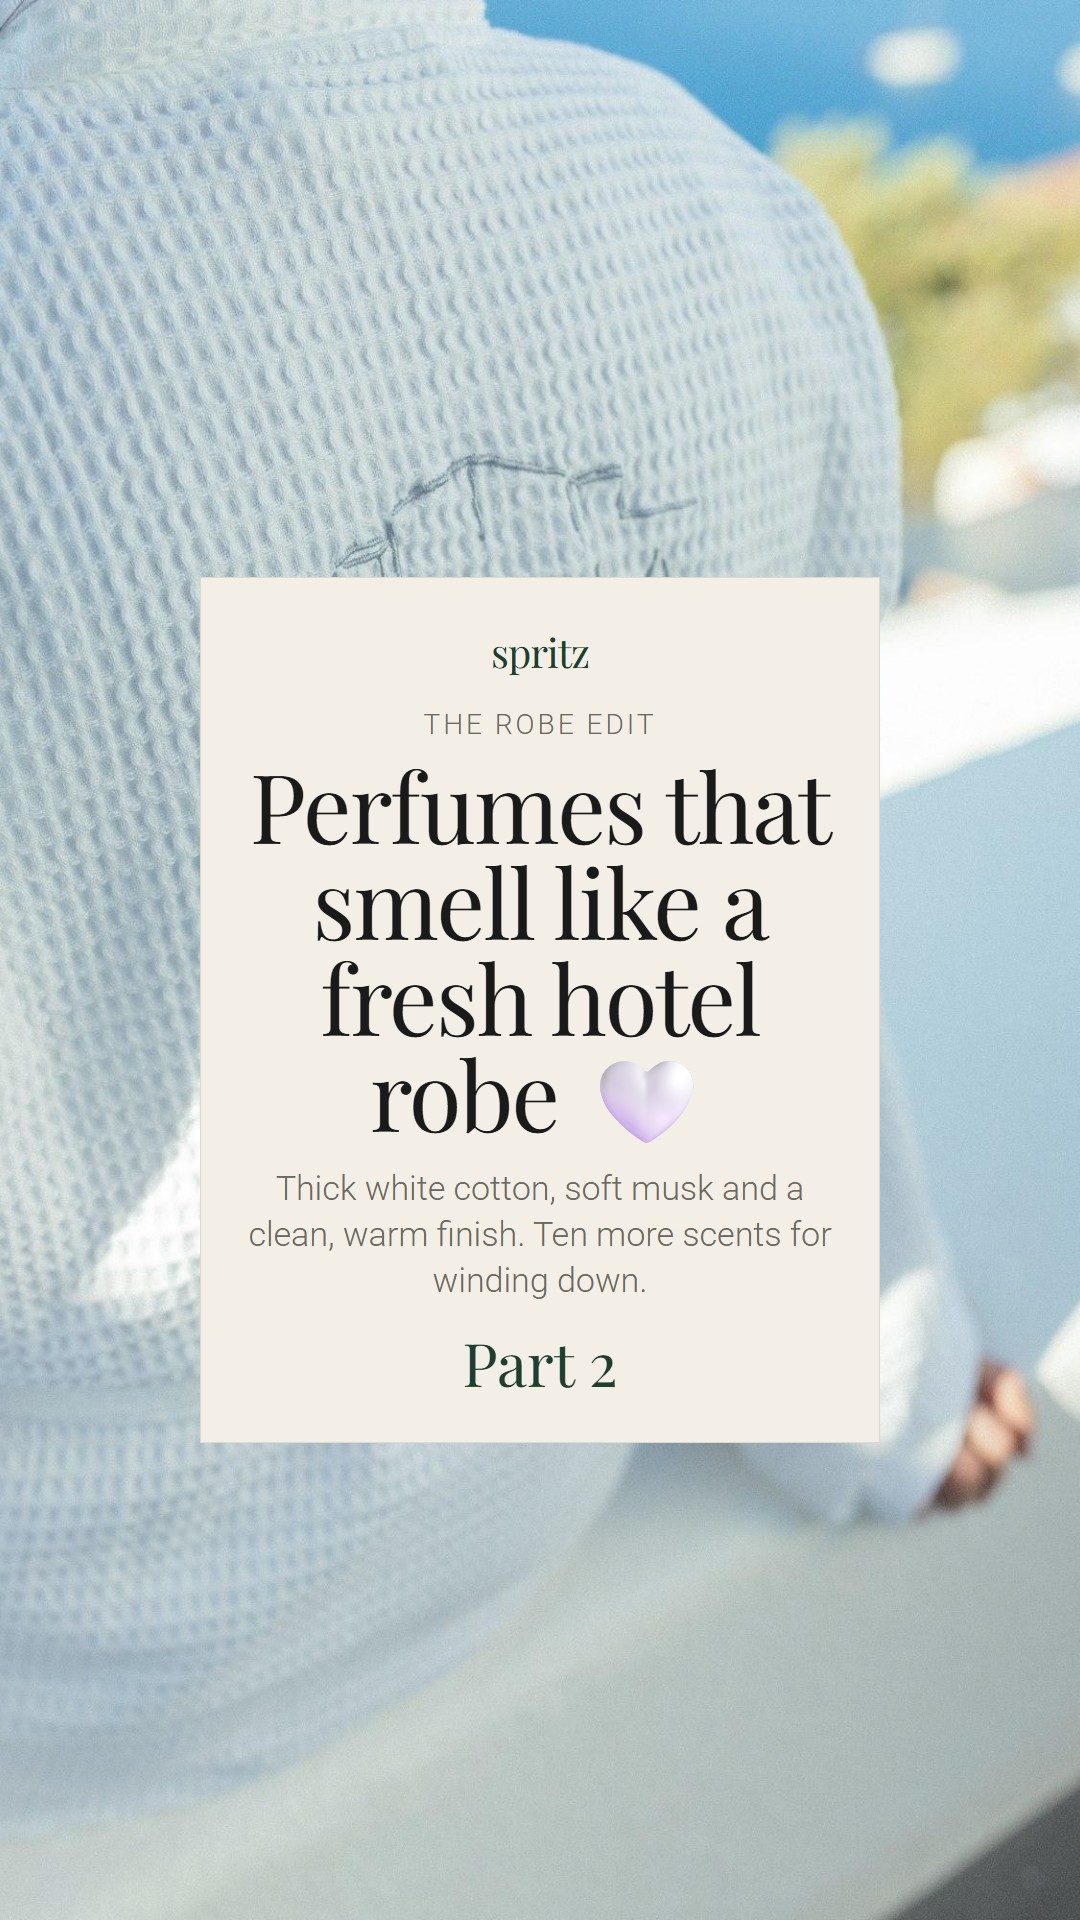 spritz
THE ROBE EDIT
Perfumes that
smell like a
fresh hotel
robe 🤍
Thick white cotton, soft musk and a
clean, warm finish. Ten more scents for
winding down.
Part 2